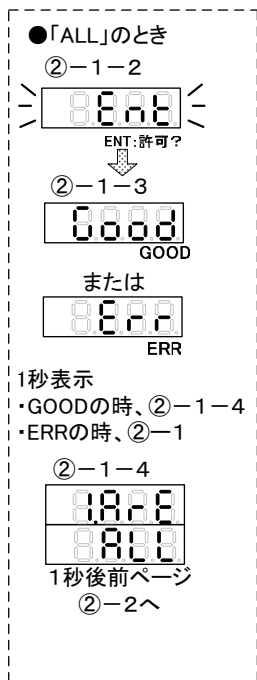 ●「ALL」のとき
②－1－2
Ent
ENT:許可?
②－1－3
Good
GOOD
または
Err
ERR
1秒表示
・GOODの時、②－1－4
・ERRの時、②－1
②－1－4
1.ArE
ALL
1秒後前ページ
②－2へ